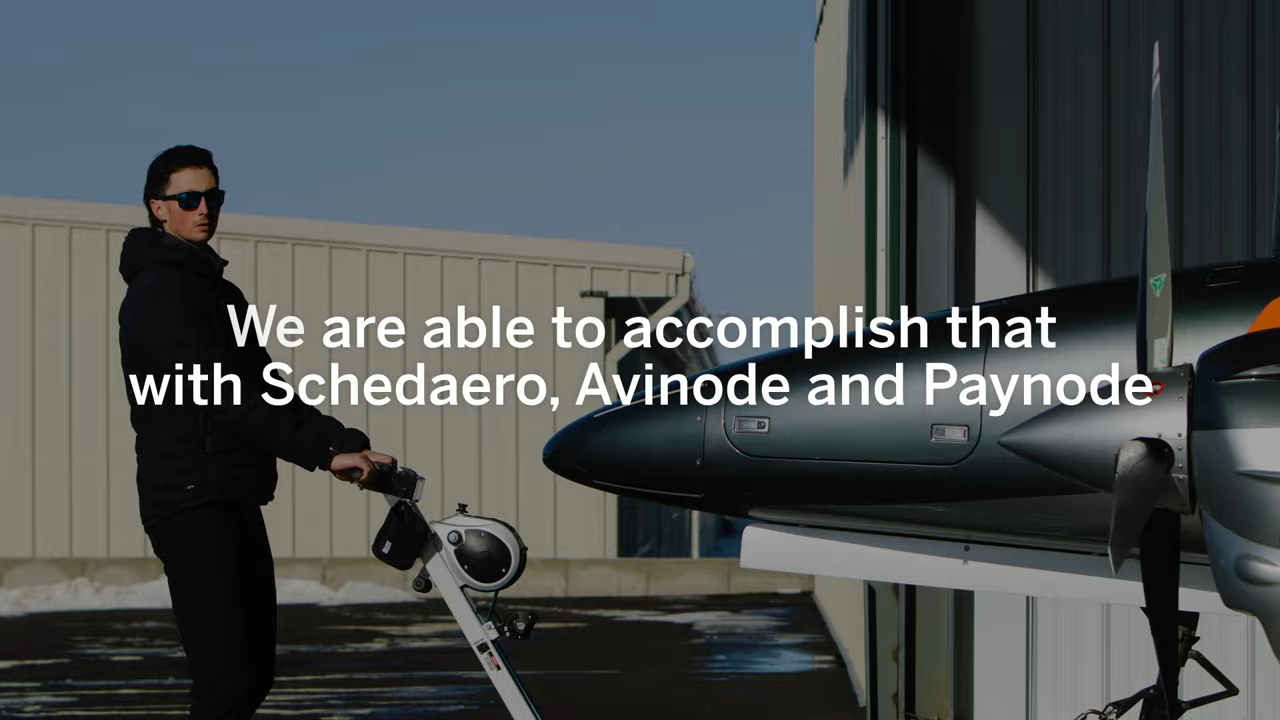 We are able to accomplish that
with Schedaero, Avinode and Paynode